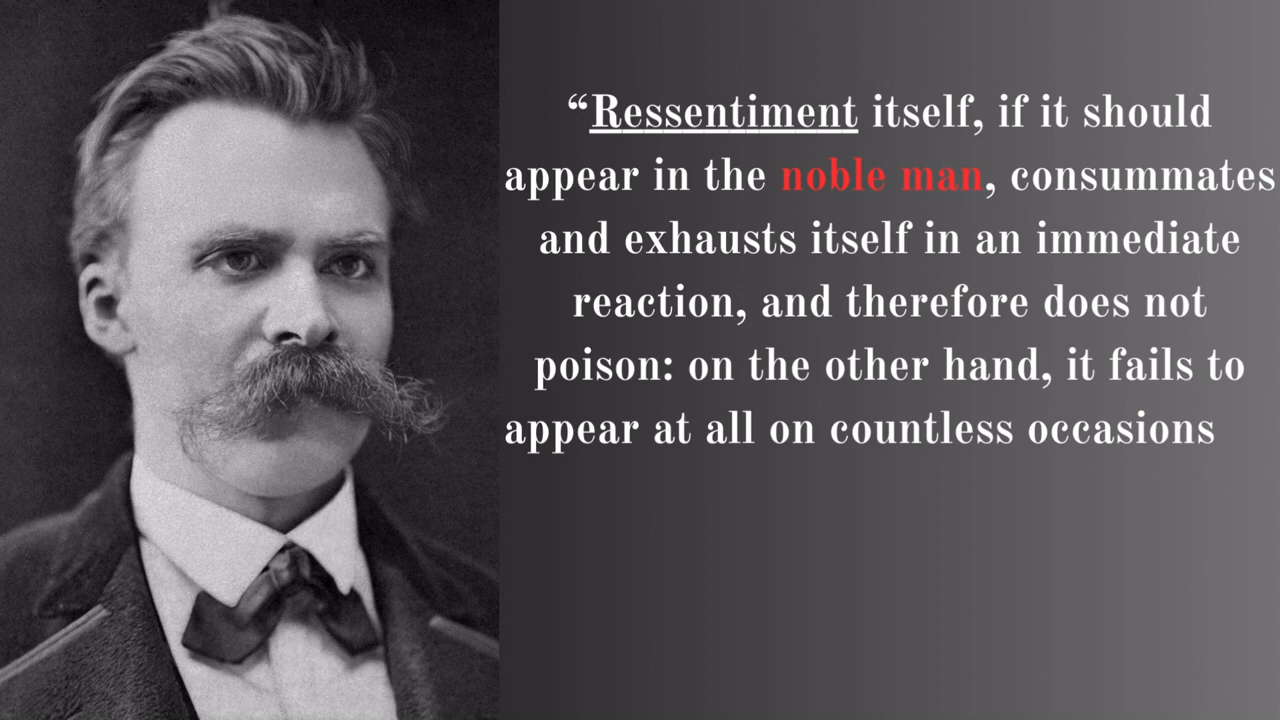 “Ressentiment itself, if it should
appear in the noble man, consummates
and exhausts itself in an immediate
reaction, and therefore does not
poison: on the other hand, it fails to
appear at all on countless occasions